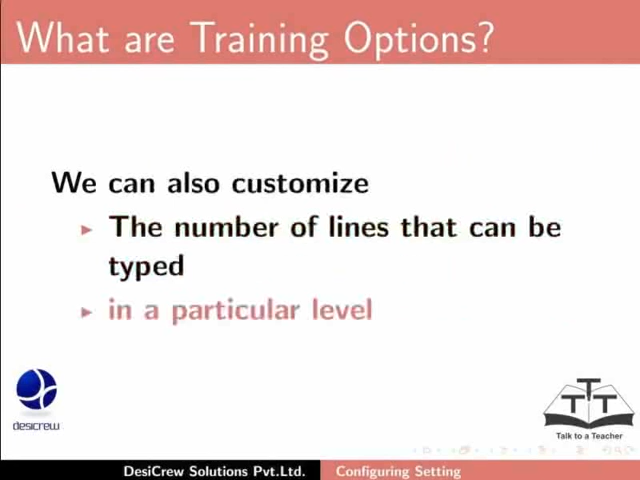 What are Training Options?
We can also customize
The number of lines that can be
typed
in a particular level
desicrew
TTT
Talk to a Teacher
DesiCrew Solutions Pvt.Ltd. Configuring Setting